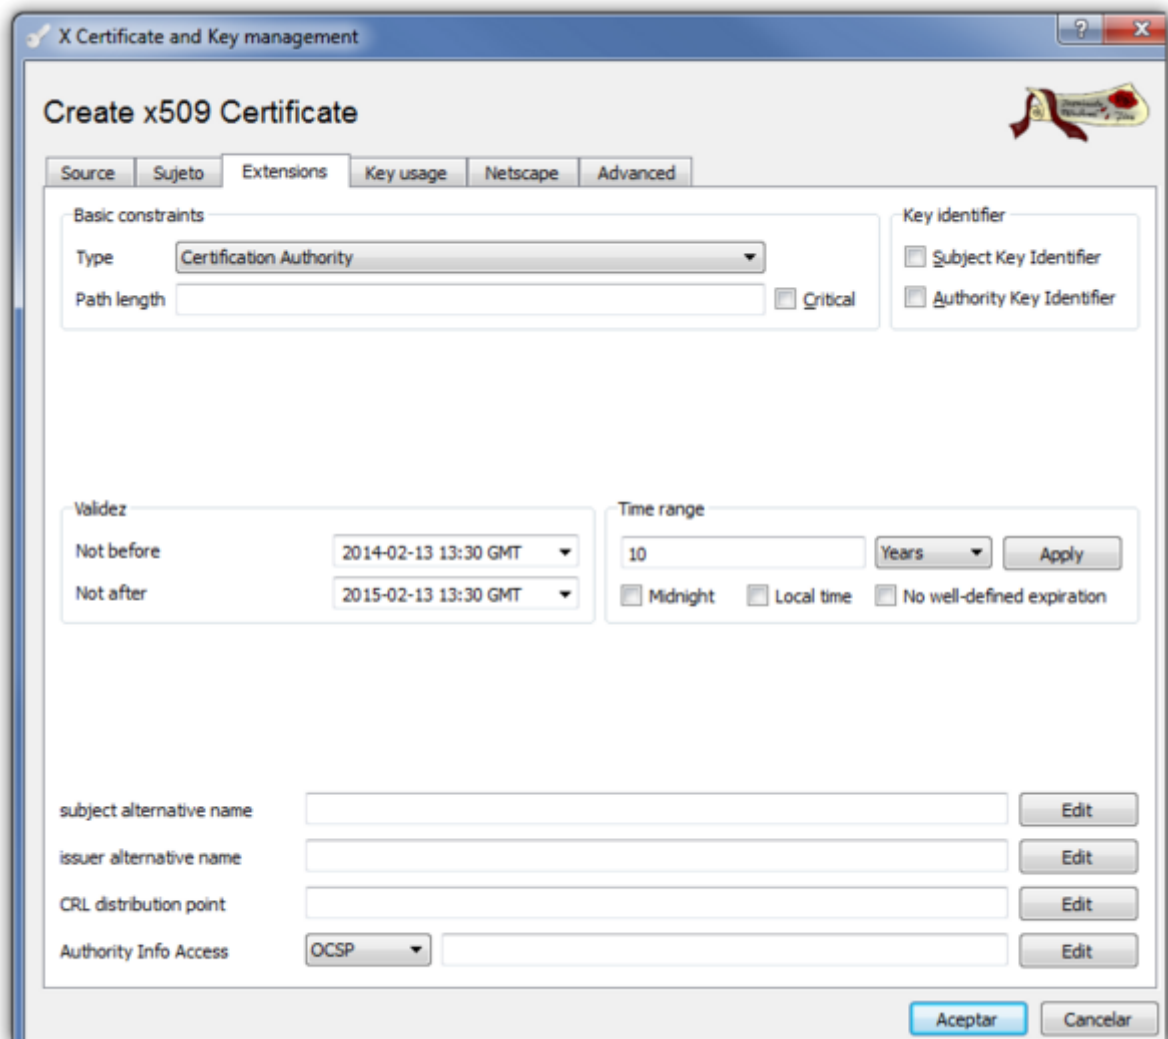 X Certificate and Key management
Create x509 Certificate
Source Sujeto Extensions Key usage Netscape Advanced
Basic constraints
Type Certification Authority
Path length Critical
Key identifier
Subject Key Identifier
Authority Key Identifier
Validez
Not before 2014-02-13 13:30 GMT
Not after 2015-02-13 13:30 GMT
Time range
10 Years Apply
Midnight Local time No well-defined expiration
subject alternative name Edit
issuer alternative name Edit
CRL distribution point Edit
Authority Info Access OCSP Edit
Aceptar Cancelar